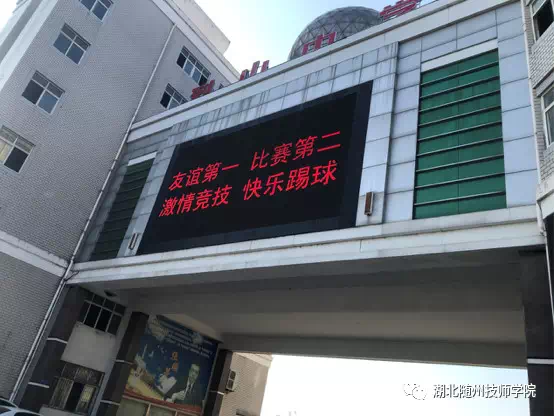 友谊第一 比赛第二
激情竞技 快乐踢球
湖北随州技师学院